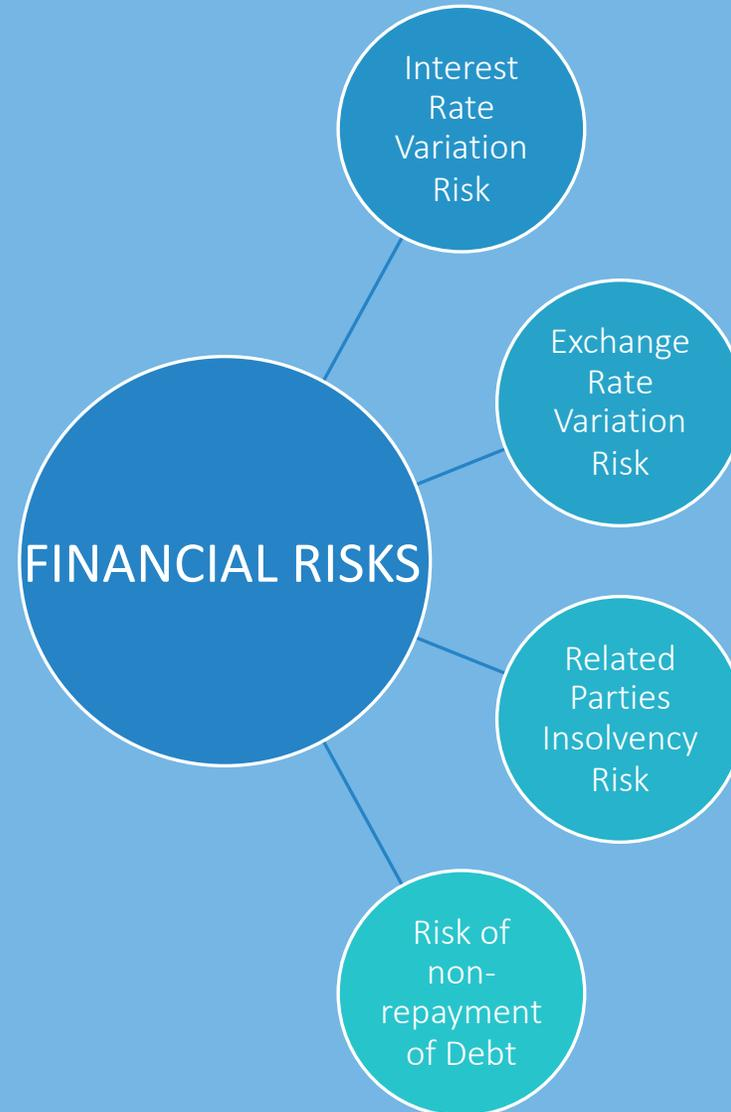 Interest
Rate
Variation
Risk
Exchange
Rate
Variation
Risk
FINANCIAL RISKS
Related
Parties
Insolvency
Risk
Risk of
non-
repayment
of Debt